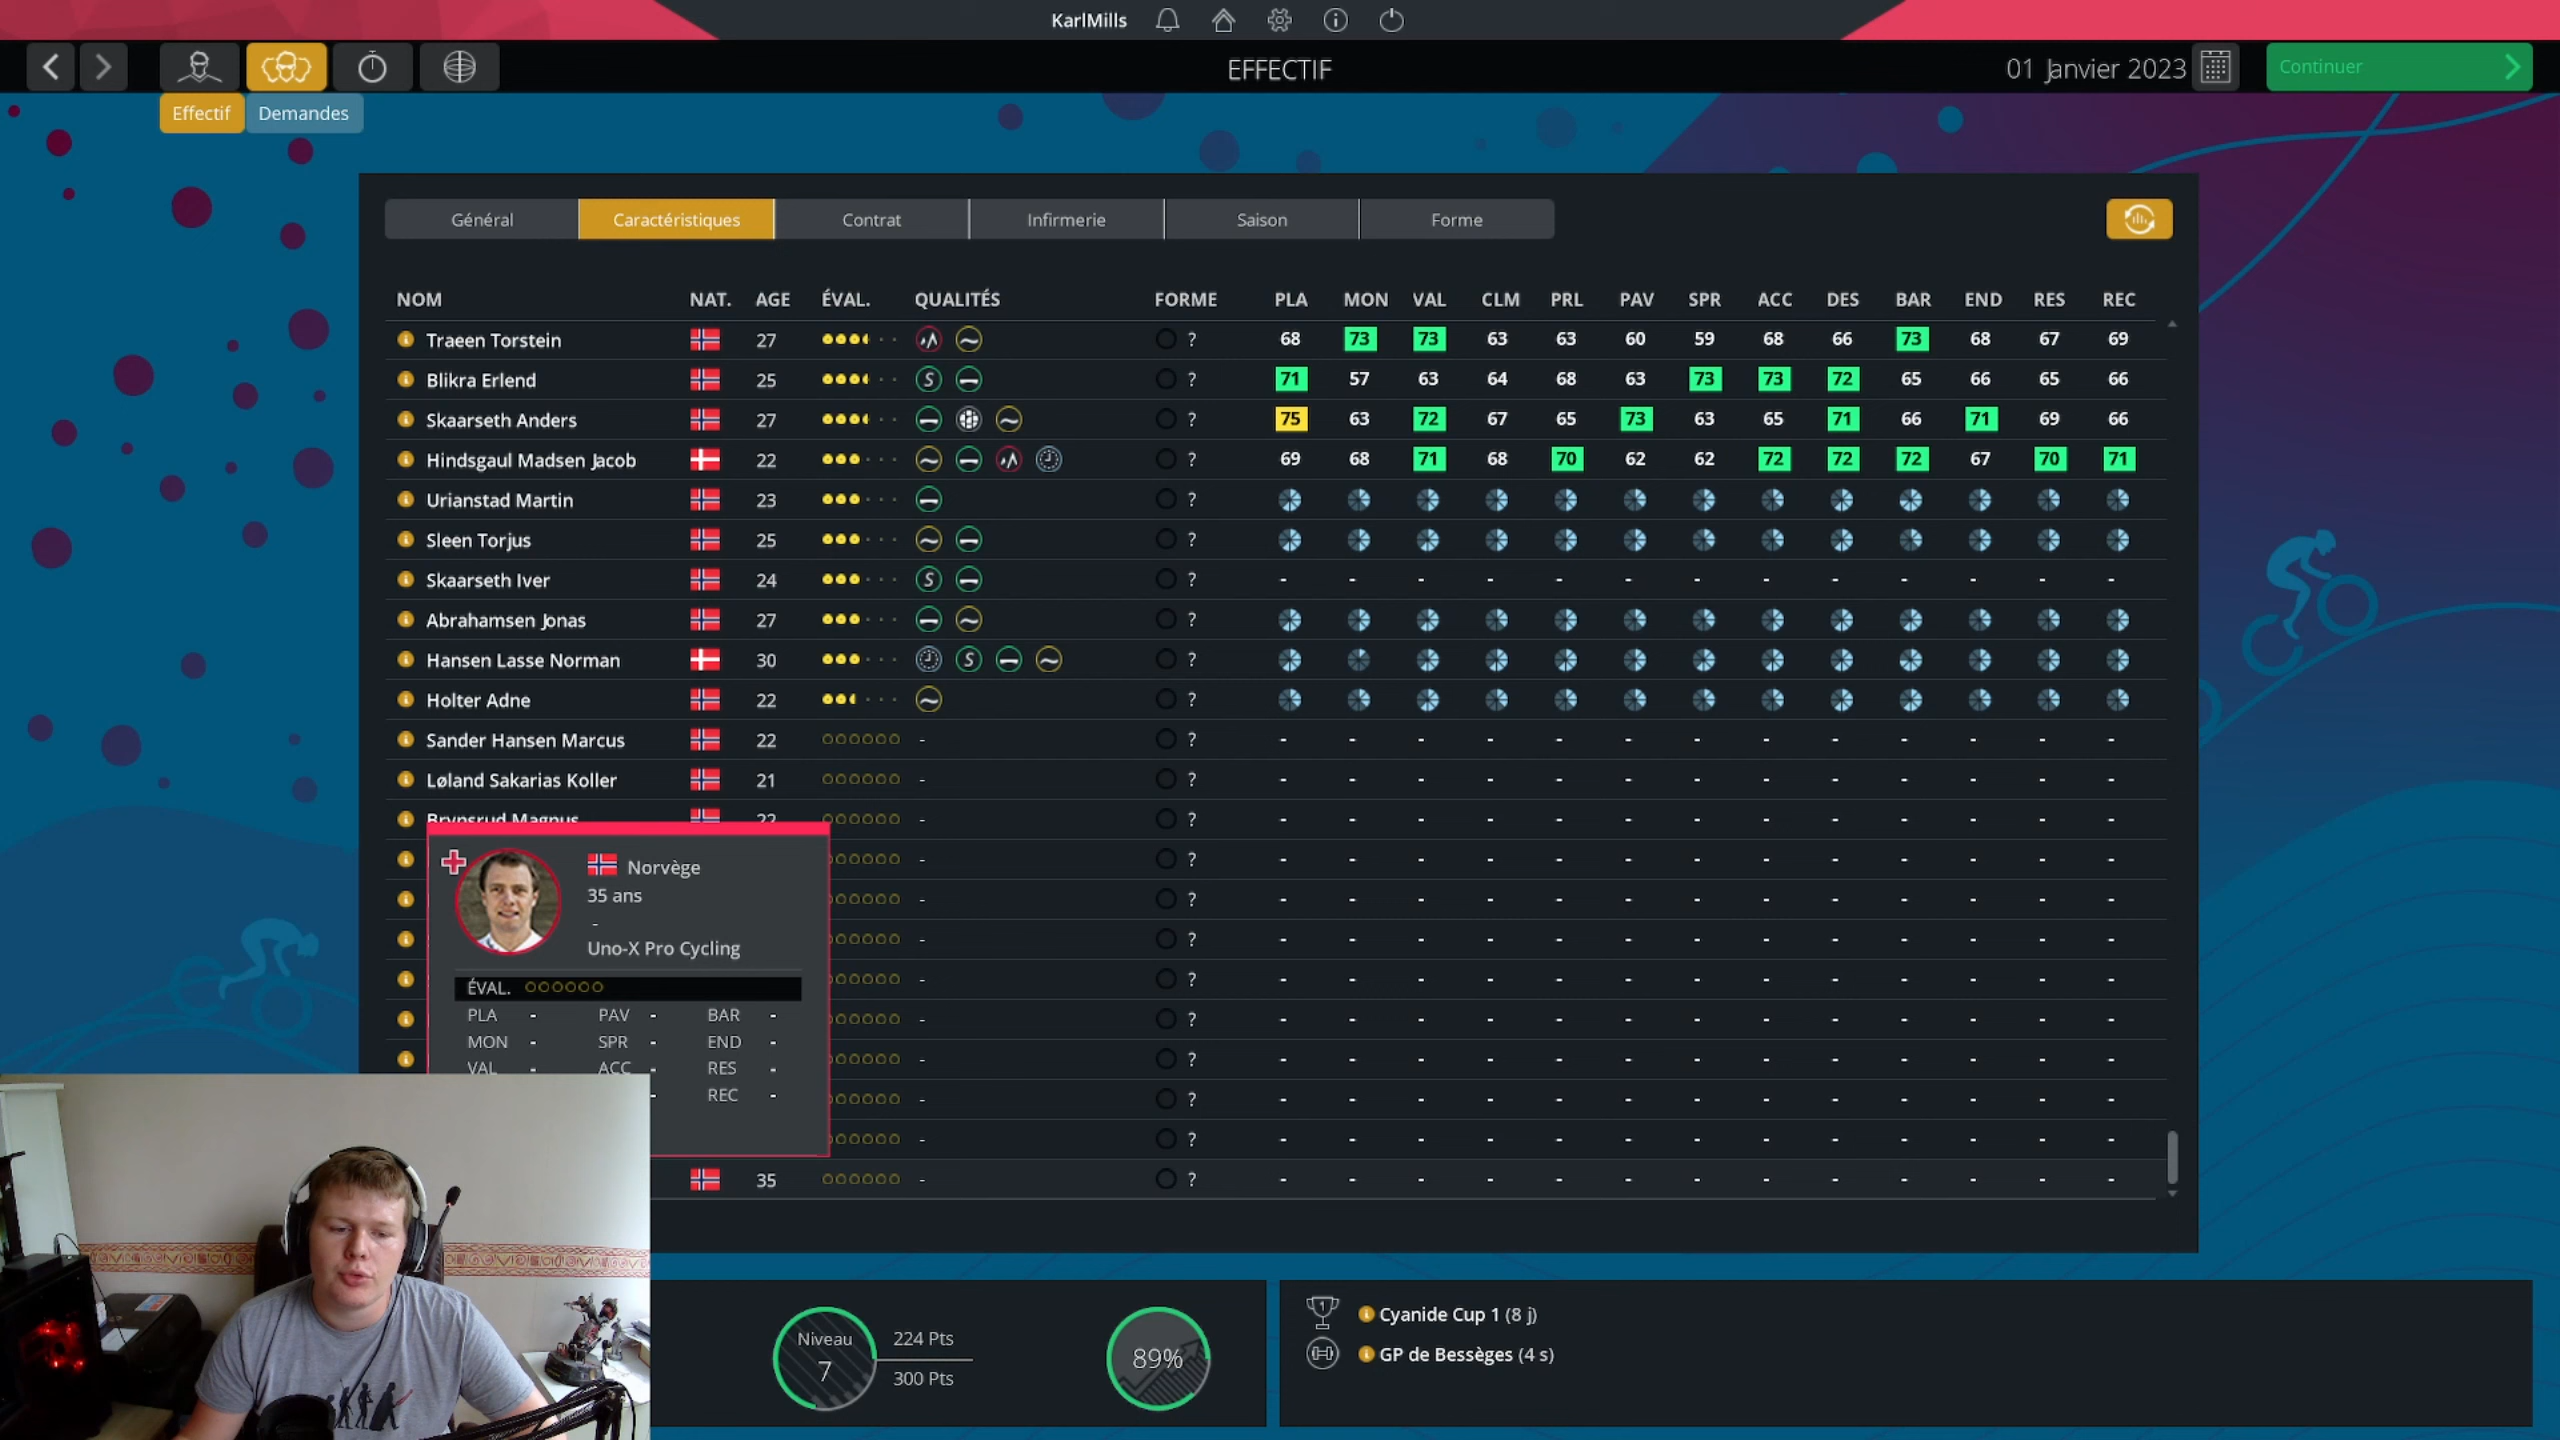 KarlMills
EFFECTIF
01 Janvier 2023
Continuer
Effectif Demandes
Général Caractéristiques Contrat Infirmerie Saison Forme
NOM NAT. AGE ÉVAL. QUALITÉS FORME PLA MON VAL CLM PRL PAV SPR ACC DES BAR END RES REC
Traeen Torstein 27 ? 68 73 73 63 63 60 59 68 66 73 68 67 69
Blikra Erlend 25 S ? 71 57 63 64 68 63 73 73 72 65 66 65 66
Skaarseth Anders 27 ? 75 63 72 67 65 73 63 65 71 66 71 69 66
Hindsgaul Madsen Jacob 22 ? 69 68 71 68 70 62 62 72 72 72 67 70 71
Urianstad Martin 23 ?
Sleen Torjus 25 ?
Skaarseth Iver 24 S ? - - - - - - - - - - - - -
Abrahamsen Jonas 27 ?
Hansen Lasse Norman 30 S ?
Holter Adne 22 ?
Sander Hansen Marcus 22 - ? - - - - - - - - - - - - -
Løland Sakarias Koller 21 - ? - - - - - - - - - - - - -
Brynsrud Magnus 22 - ? - - - - - - - - - - - - -
- ? - - - - - - - - - - - - -
- ? - - - - - - - - - - - - -
- ? - - - - - - - - - - - - -
- ? - - - - - - - - - - - - -
- ? - - - - - - - - - - - - -
- ? - - - - - - - - - - - - -
- ? - - - - - - - - - - - - -
- ? - - - - - - - - - - - - -
35 - ? - - - - - - - - - - - - -
Norvège
35 ans
-
Uno-X Pro Cycling
ÉVAL.
PLA - PAV - BAR -
MON - SPR - END -
VAL - ACC - RES -
- REC -
Niveau
7
224 Pts
300 Pts
89%
Cyanide Cup 1 (8 j)
GP de Bessèges (4 s)